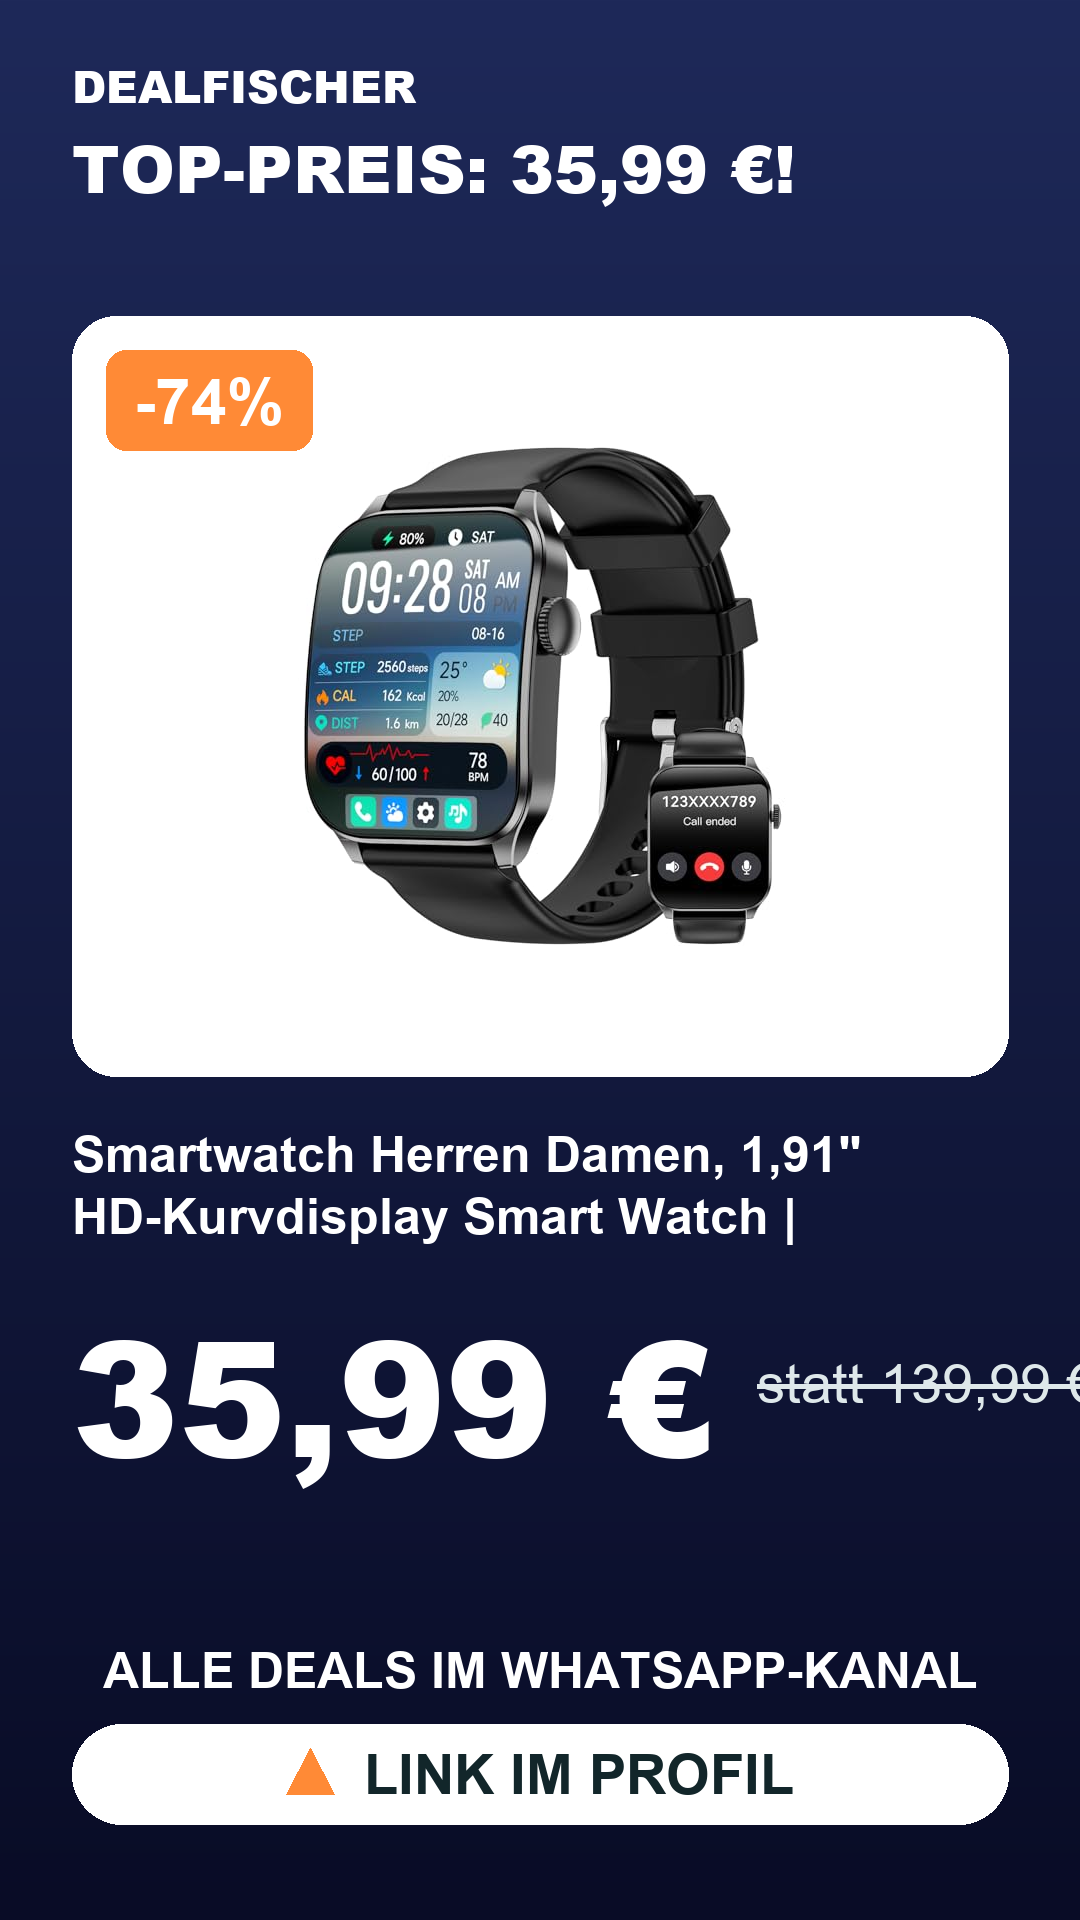 DEALFISCHER
TOP-PREIS: 35,99 €!
-74%
80% SAT
09:28 SAT 08 AM PM
STEP 08-16
STEP 2560 steps
25°
CAL 162 Kcal
20%
DIST 1.6 km
20/28 40
60/100
78
BPM
123XXXX789
Call ended
Smartwatch Herren Damen, 1,91"
HD-Kurvdisplay Smart Watch |
35,99 € statt 139,99 €
ALLE DEALS IM WHATSAPP-KANAL
LINK IM PROFIL